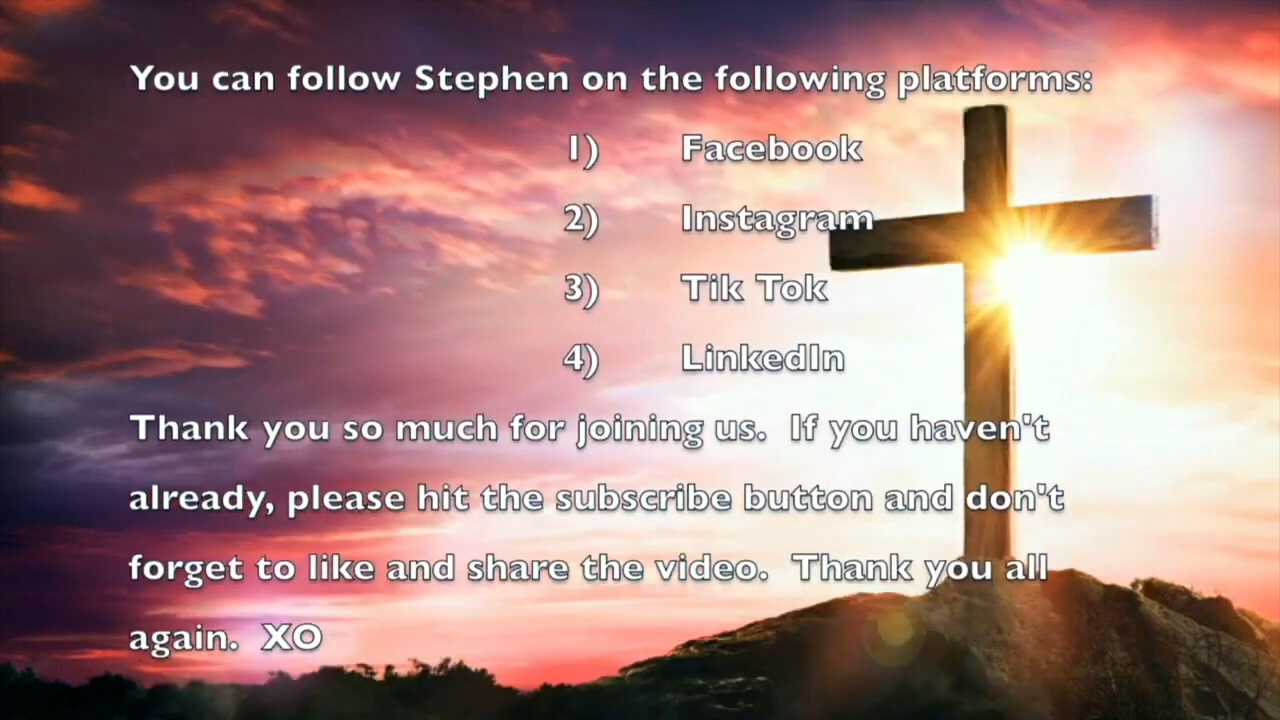 You can follow Stephen on the following platforms:
1) Facebook
2) Instagram
3) Tik Tok
4) LinkedIn
Thank you so much for joining us.  If you haven't
already, please hit the subscribe button and don't
forget to like and share the video.  Thank you all
again.  XO